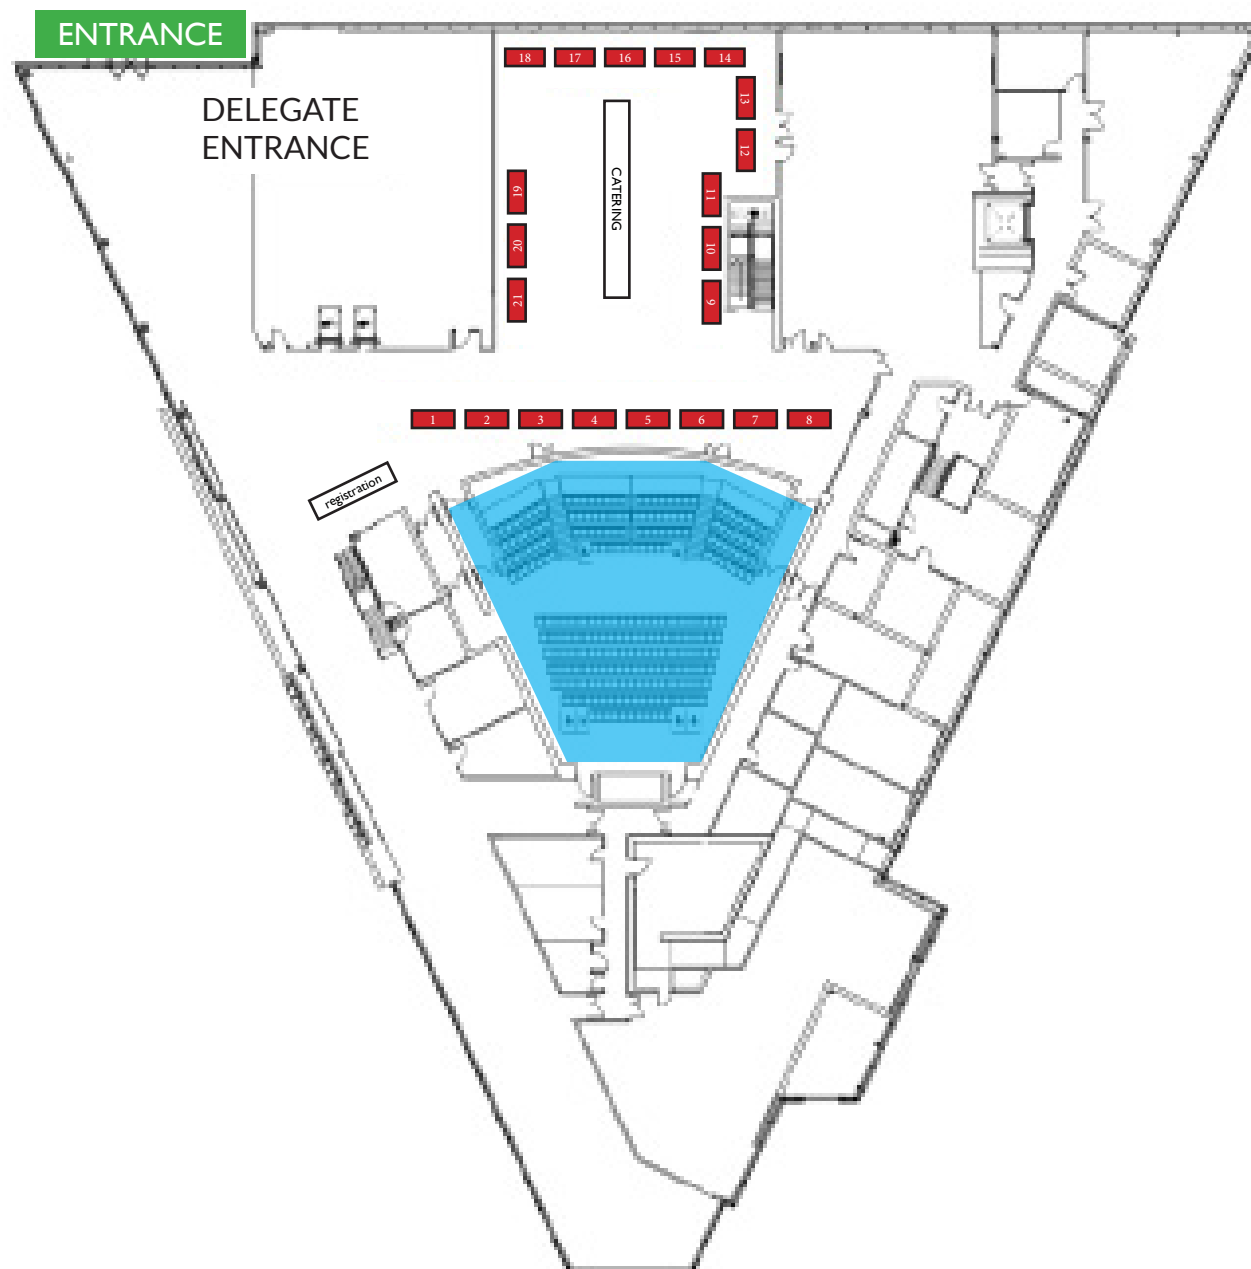 ENTRANCE
DELEGATE
ENTRANCE
18 17 16 15 14
13
12
CATERING
19
11
20
10
21
9
1 2 3 4 5 6 7 8
registration